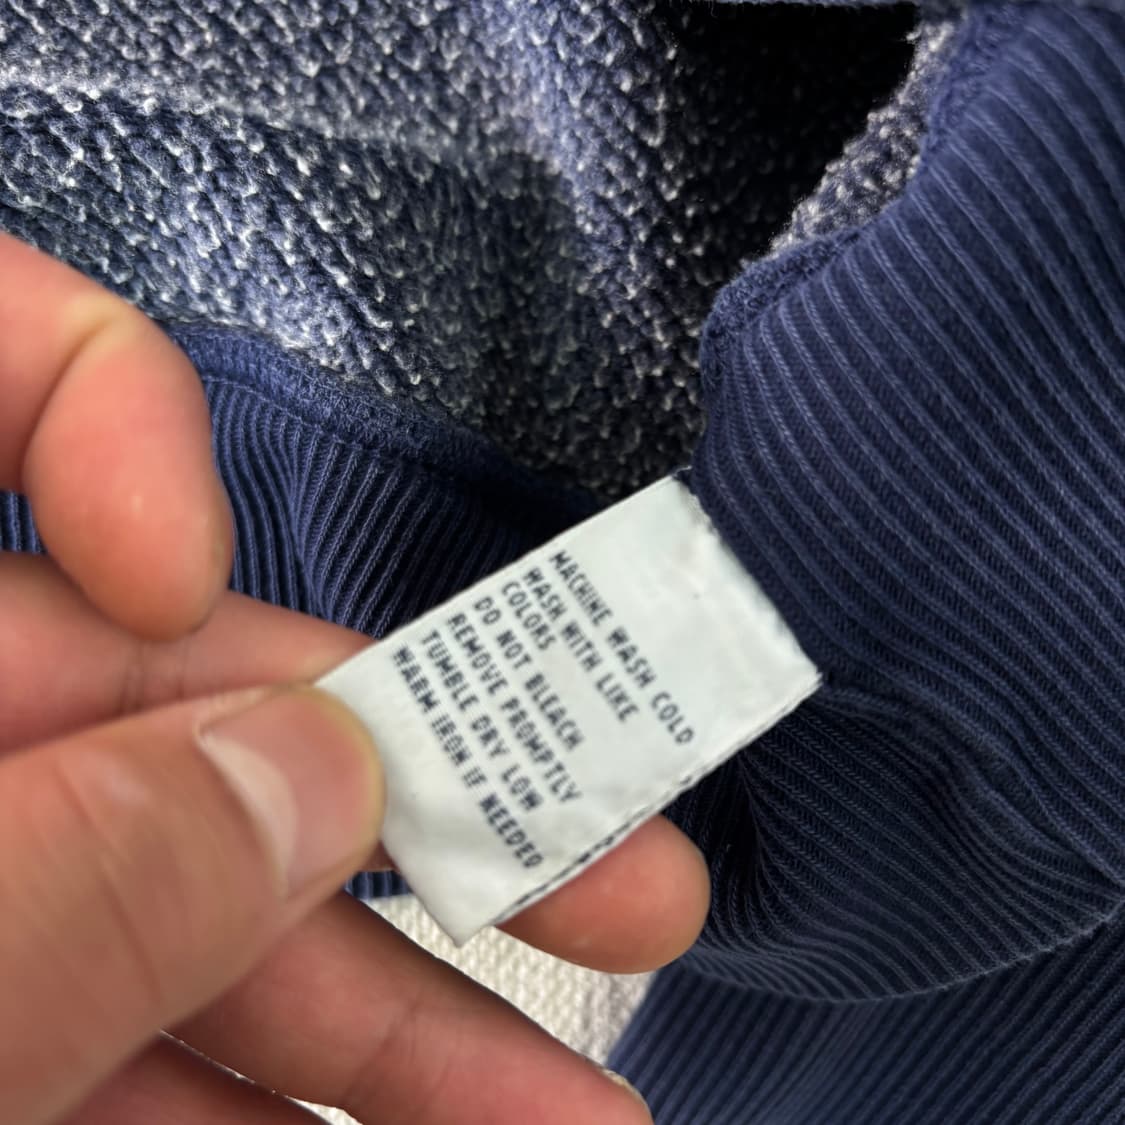 MACHINE WASH COLD
WASH WITH LIKE
COLORS
DO NOT BLEACH
REMOVE PROMPTLY
TUMBLE DRY LOW
WARM IRON IF NEEDED